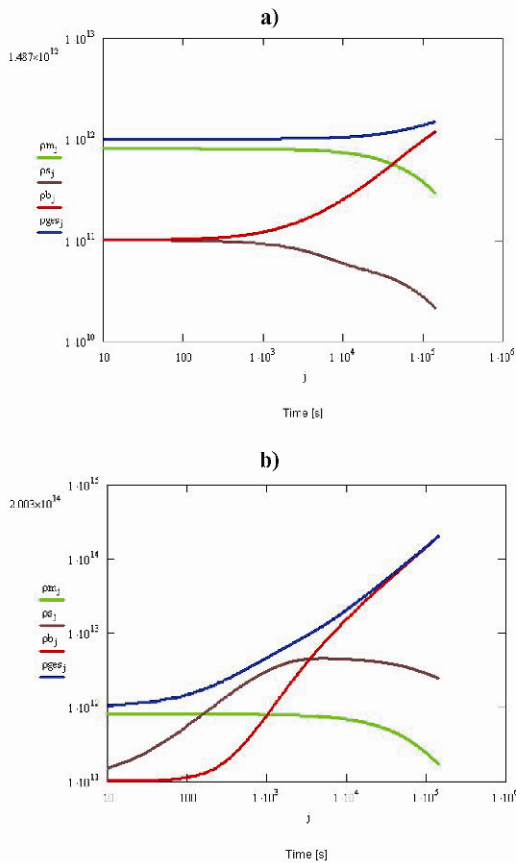 a)
1·10¹³
1.487×10¹²
1·10¹²
ρm_j
ρs_j
ρb_j
ρges_j
1·10¹¹
1·10¹⁰
10 100 1·10³ 1·10⁴ 1·10⁵ 1·10⁶
j
Time [s]
b)
1·10¹⁵
2.003×10¹⁴
1·10¹⁴
ρm_j
ρs_j
ρb_j
ρges_j
1·10¹³
1·10¹²
1·10¹¹
10 100 1·10³ 1·10⁴ 1·10⁵ 1·10⁶
j
Time [s]